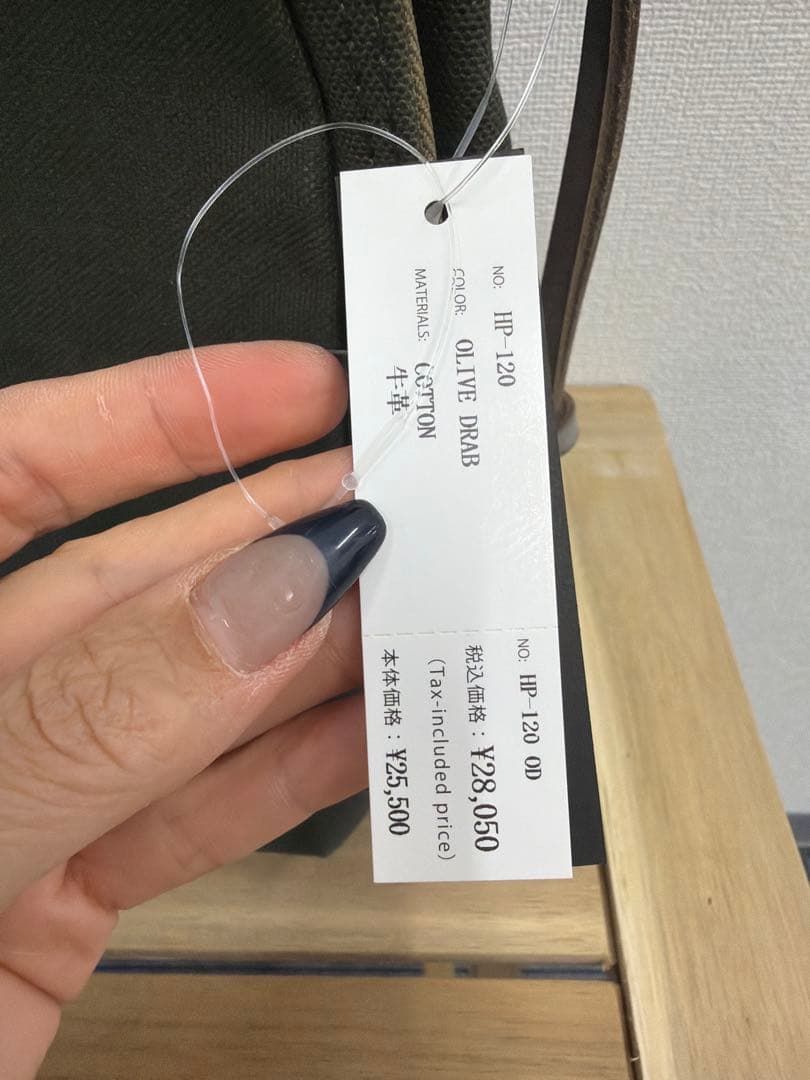 NO: HP-120
COLOR: OLIVE DRAB
MATERIALS: COTTON
牛革
NO: HP-120 OD
税込価格：¥28,050
(Tax-included price)
本体価格：¥25,500